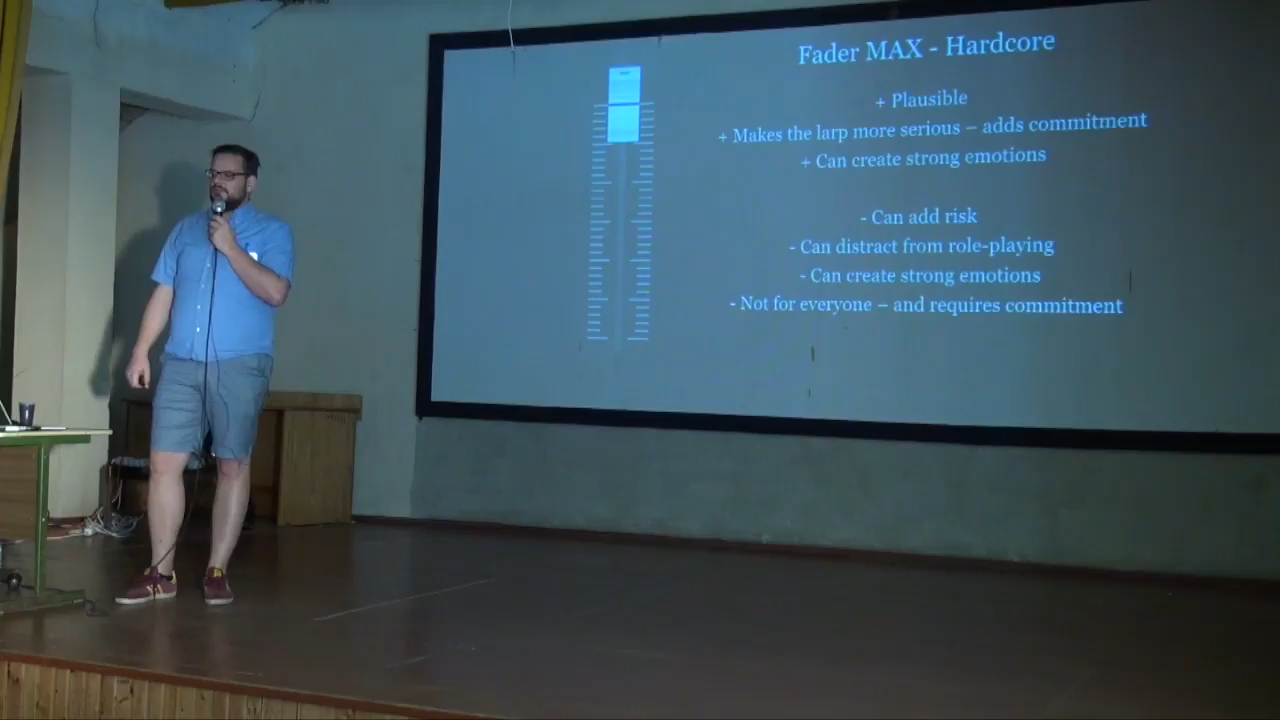 Fader MAX - Hardcore
+ Plausible
+ Makes the larp more serious – adds commitment
+ Can create strong emotions
- Can add risk
- Can distract from role-playing
- Can create strong emotions
- Not for everyone – and requires commitment